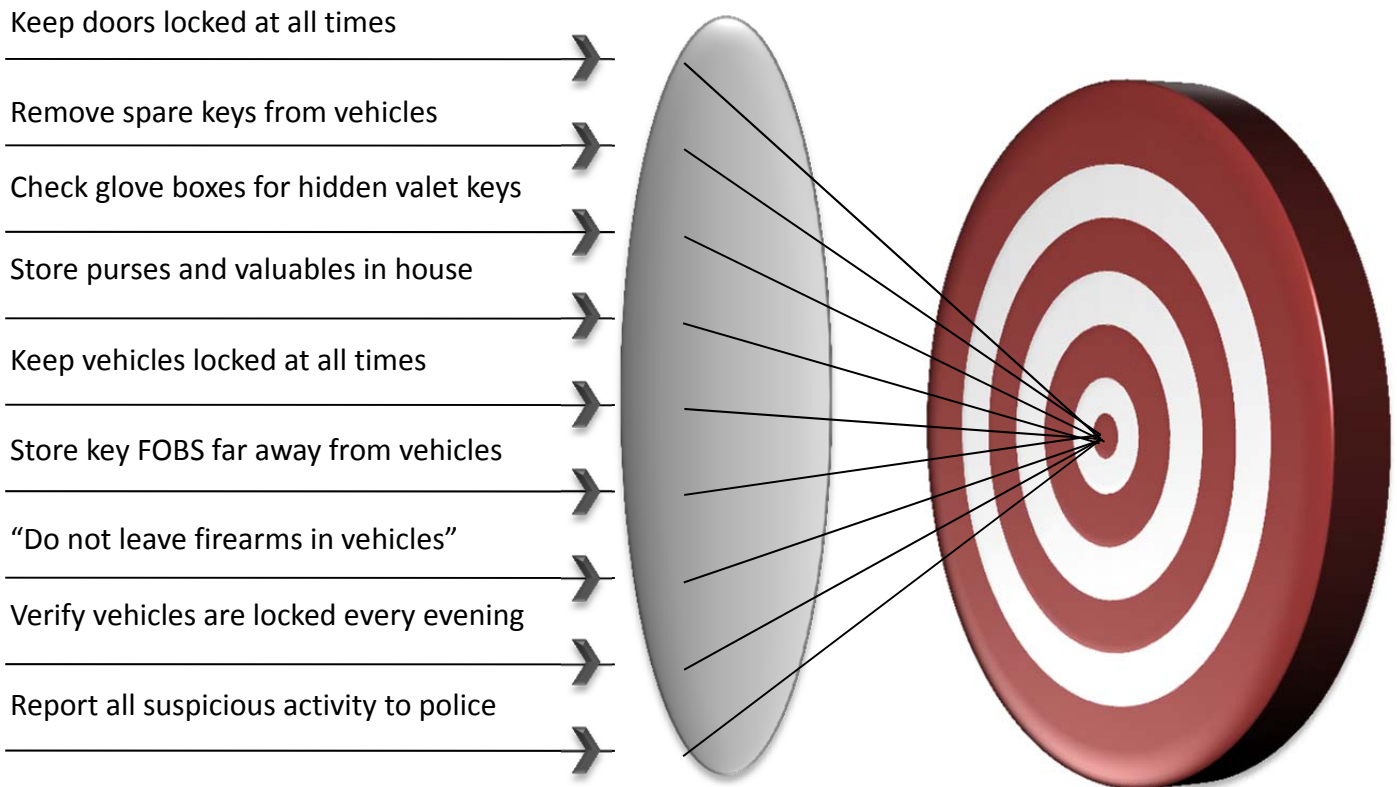 Keep doors locked at all times
Remove spare keys from vehicles
Check glove boxes for hidden valet keys
Store purses and valuables in house
Keep vehicles locked at all times
Store key FOBS far away from vehicles
“Do not leave firearms in vehicles”
Verify vehicles are locked every evening
Report all suspicious activity to police